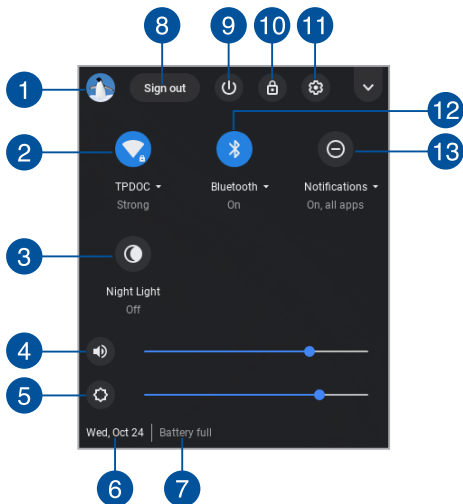 8 9 10 11
1 Sign out
12
2 13
TPDOC Bluetooth Notifications
Strong On On, all apps
3
Night Light
Off
4
5
Wed, Oct 24 Battery full
6 7